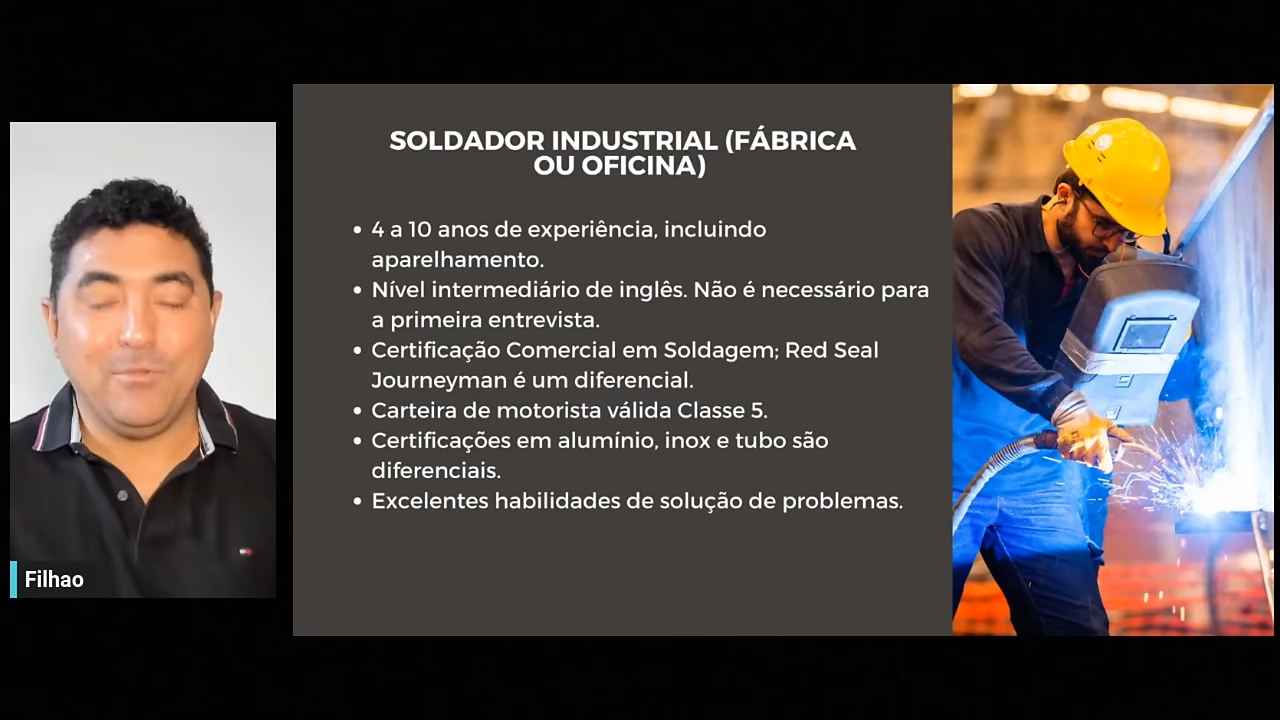 SOLDADOR INDUSTRIAL (FÁBRICA
OU OFICINA)
• 4 a 10 anos de experiência, incluindo
aparelhamento.
• Nível intermediário de inglês. Não é necessário para
a primeira entrevista.
• Certificação Comercial em Soldagem; Red Seal
Journeyman é um diferencial.
• Carteira de motorista válida Classe 5.
• Certificações em alumínio, inox e tubo são
diferenciais.
• Excelentes habilidades de solução de problemas.
Filhao